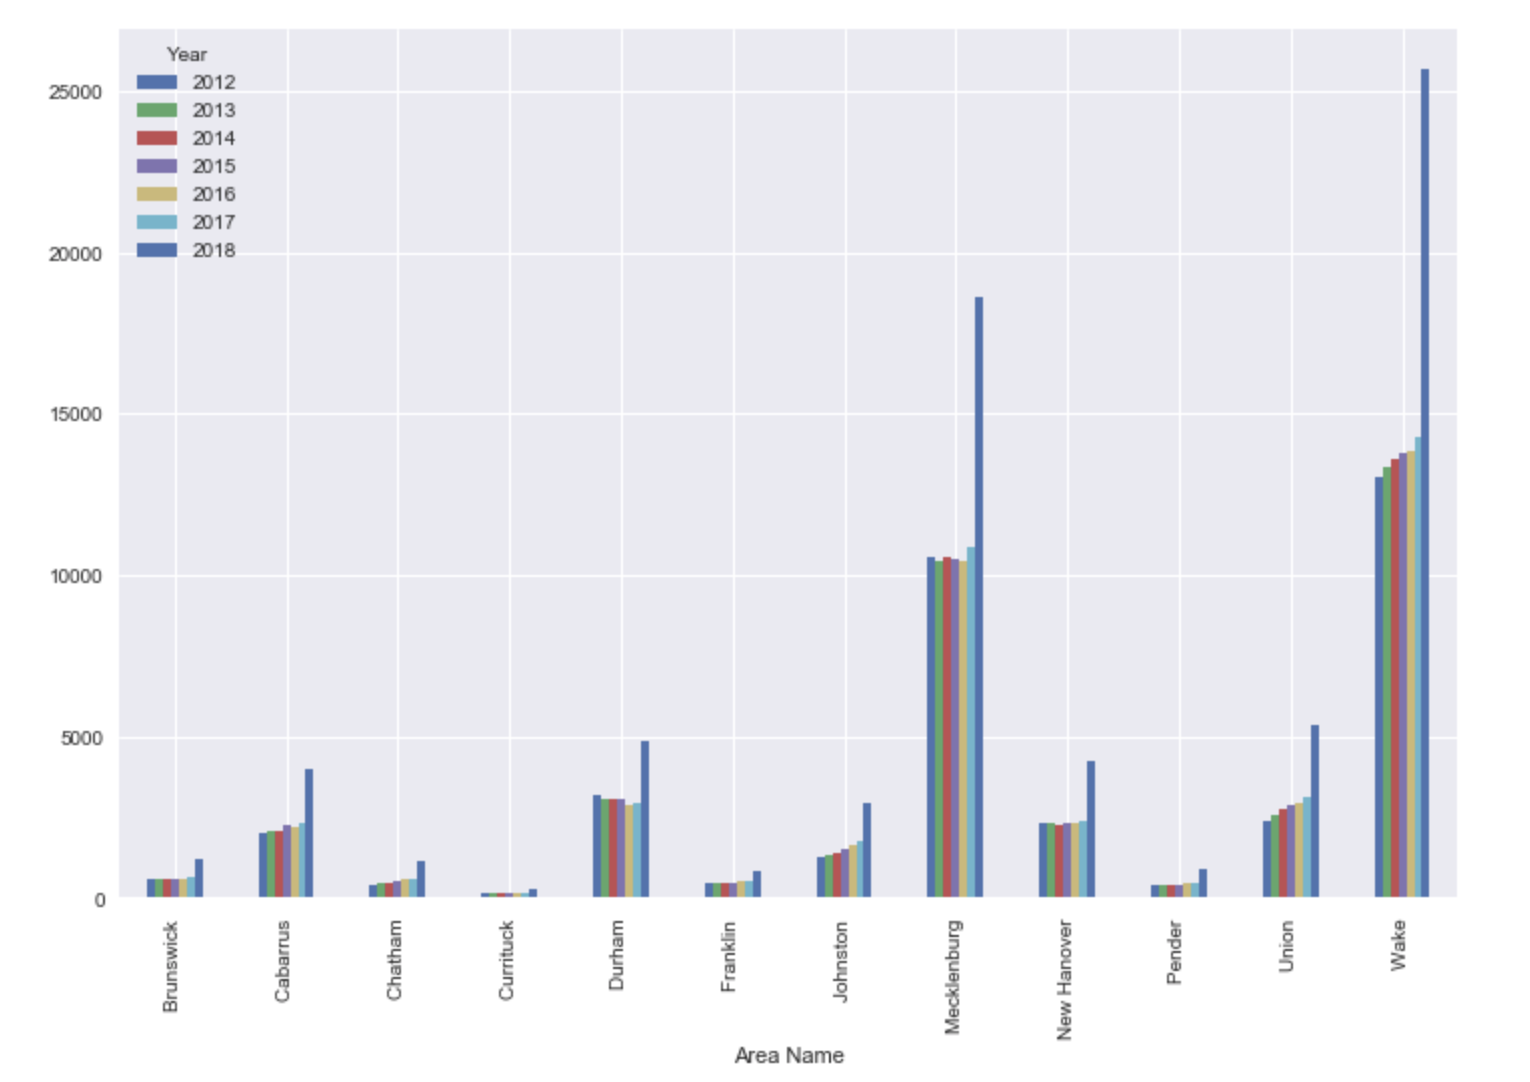 Year
2012
2013
2014
2015
2016
2017
2018
25000
20000
15000
10000
5000
0
Brunswick
Cabarrus
Chatham
Currituck
Durham
Franklin
Johnston
Mecklenburg
New Hanover
Pender
Union
Wake
Area Name